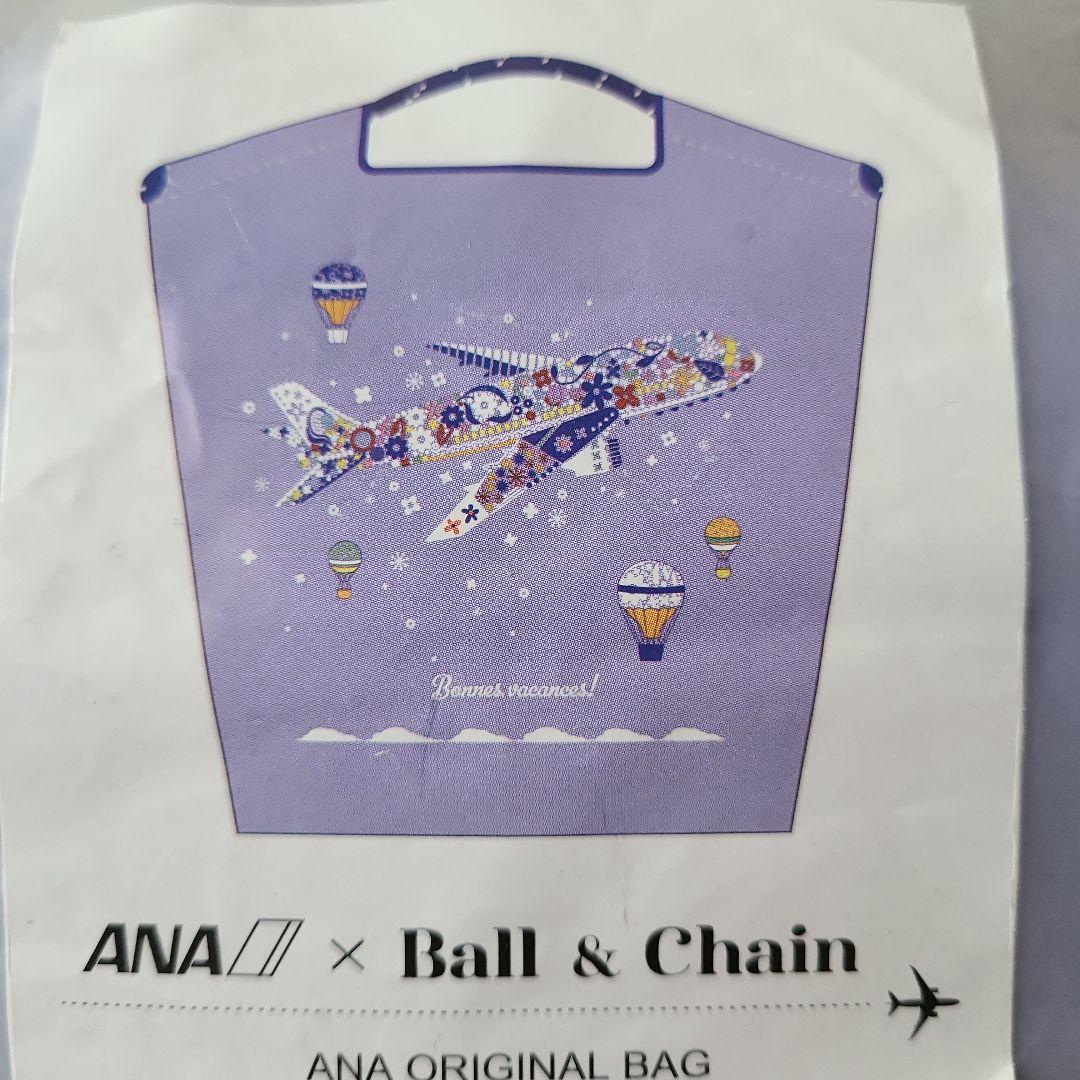 Bonnes vacances!
ANA × Ball & Chain
ANA ORIGINAL BAG